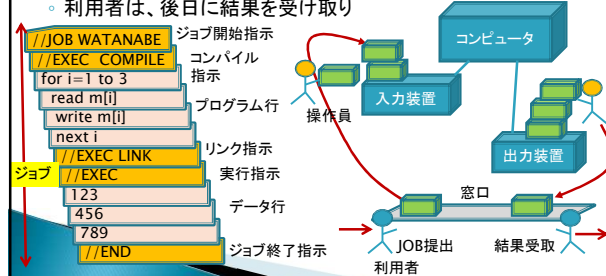 ◦ 利用者は、後日に結果を受け取り
//JOB WATANABE ジョブ開始指示
//EXEC COMPILE コンパイル指示
for i=1 to 3
read m[i]
write m[i]
next i
プログラム行
//EXEC LINK リンク指示
//EXEC 実行指示
123
456
789
データ行
//END ジョブ終了指示
ジョブ
コンピュータ
入力装置
操作員
出力装置
窓口
JOB提出
利用者
結果受取